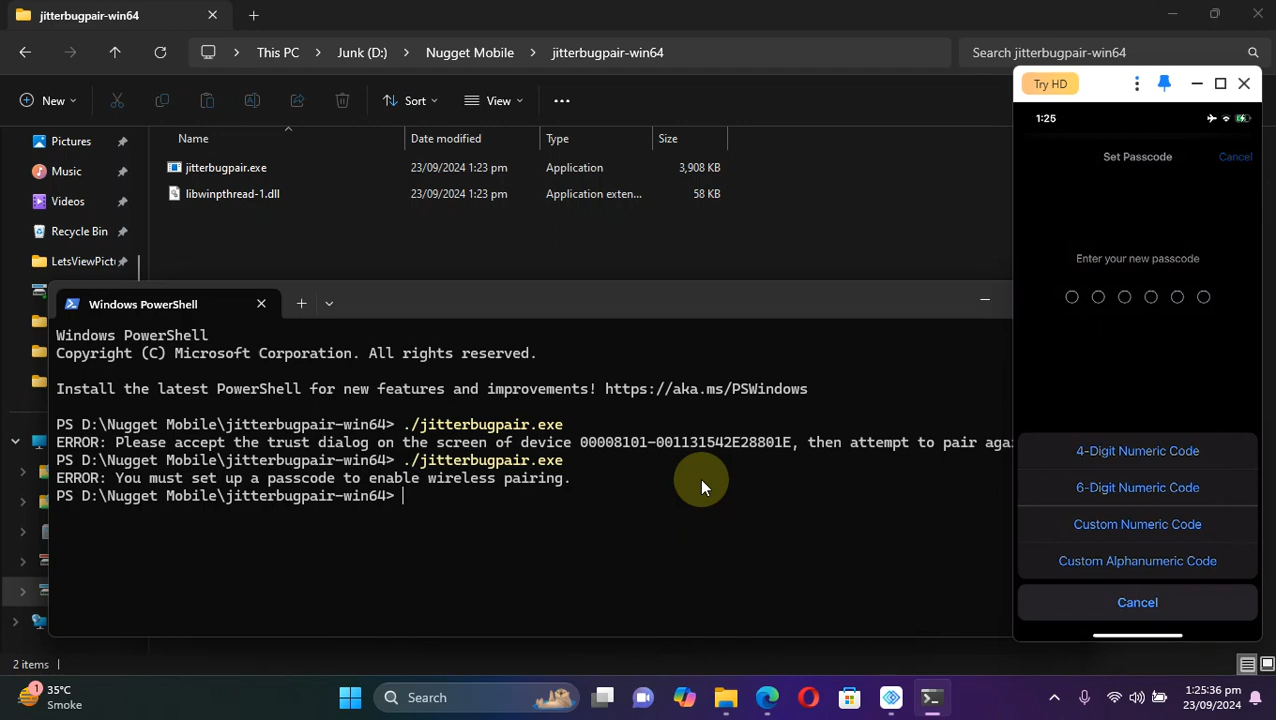 jitterbugpair-win64
This PC
Junk (D:)
Nugget Mobile
jitterbugpair-win64
Search jitterbugpair-win64
New
Sort
View
Name
Date modified
Type
Size
Pictures
Music
Videos
Recycle Bin
LetsViewPictu
jitterbugpair.exe
23/09/2024 1:23 pm
Application
3,908 KB
libwinpthread-1.dll
23/09/2024 1:23 pm
Application exten...
58 KB
Windows PowerShell
Windows PowerShell
Copyright (C) Microsoft Corporation. All rights reserved.
Install the latest PowerShell for new features and improvements! https://aka.ms/PSWindows
PS D:\Nugget Mobile\jitterbugpair-win64> ./jitterbugpair.exe
ERROR: Please accept the trust dialog on the screen of device 00008101-001131542E28801E, then attempt to pair agai
PS D:\Nugget Mobile\jitterbugpair-win64> ./jitterbugpair.exe
ERROR: You must set up a passcode to enable wireless pairing.
PS D:\Nugget Mobile\jitterbugpair-win64>
Try HD
1:25
Set Passcode
Cancel
Enter your new passcode
4-Digit Numeric Code
6-Digit Numeric Code
Custom Numeric Code
Custom Alphanumeric Code
Cancel
2 items
1
35°C
Smoke
Search
1:25:36 pm
23/09/2024